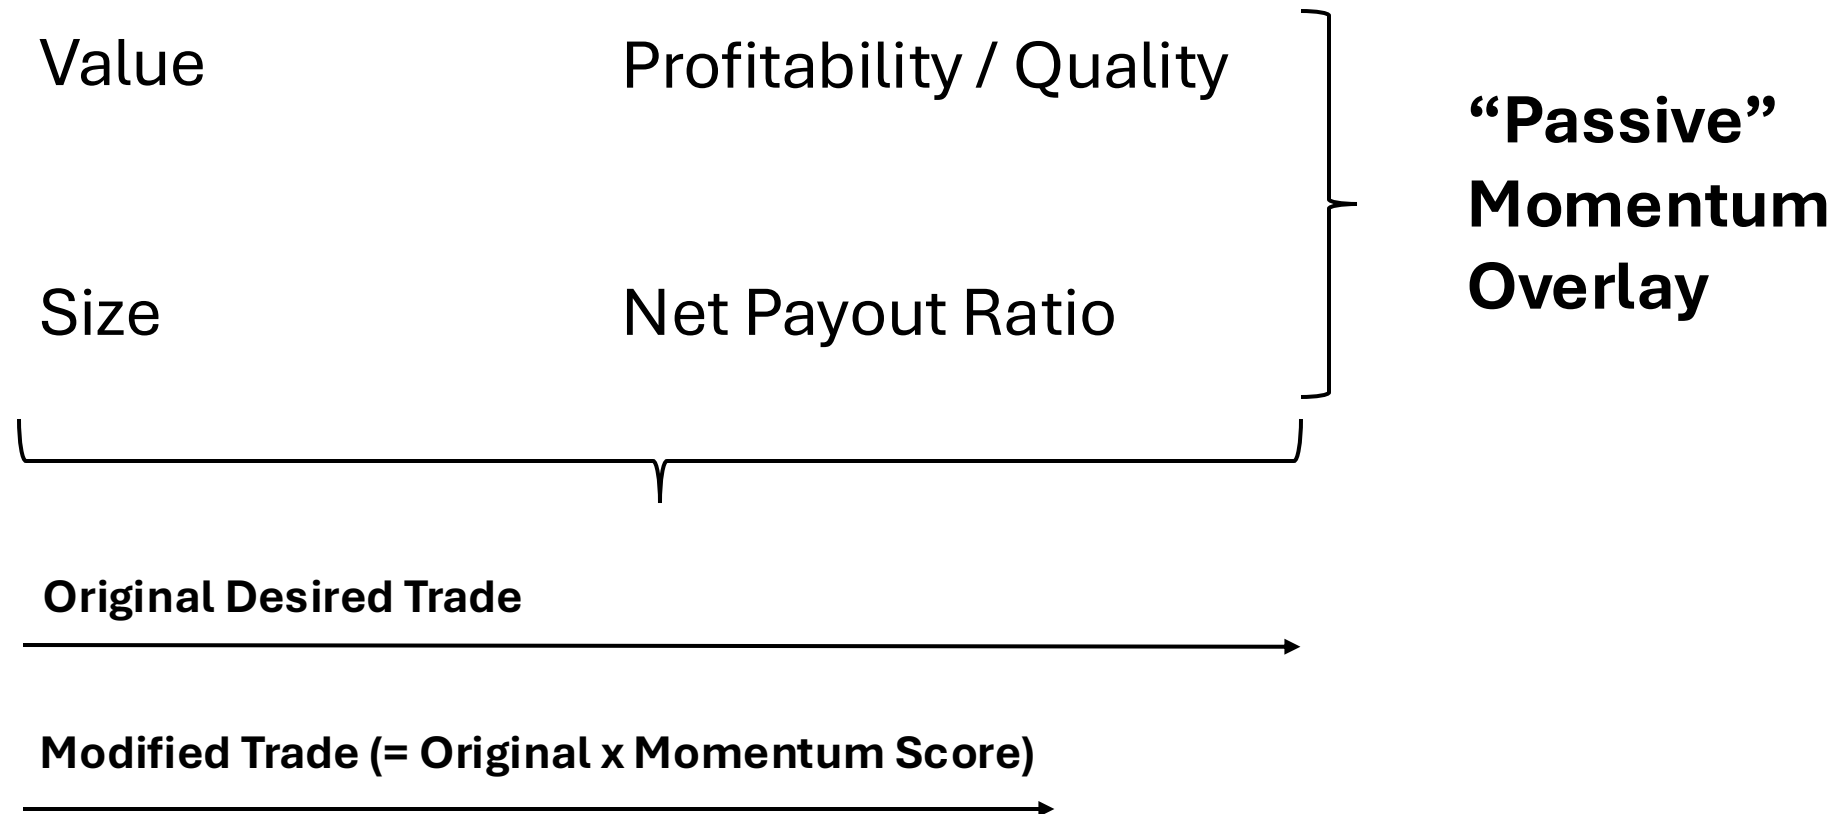 Value
Profitability / Quality
Size
Net Payout Ratio
“Passive”
Momentum
Overlay
Original Desired Trade
Modified Trade (= Original x Momentum Score)